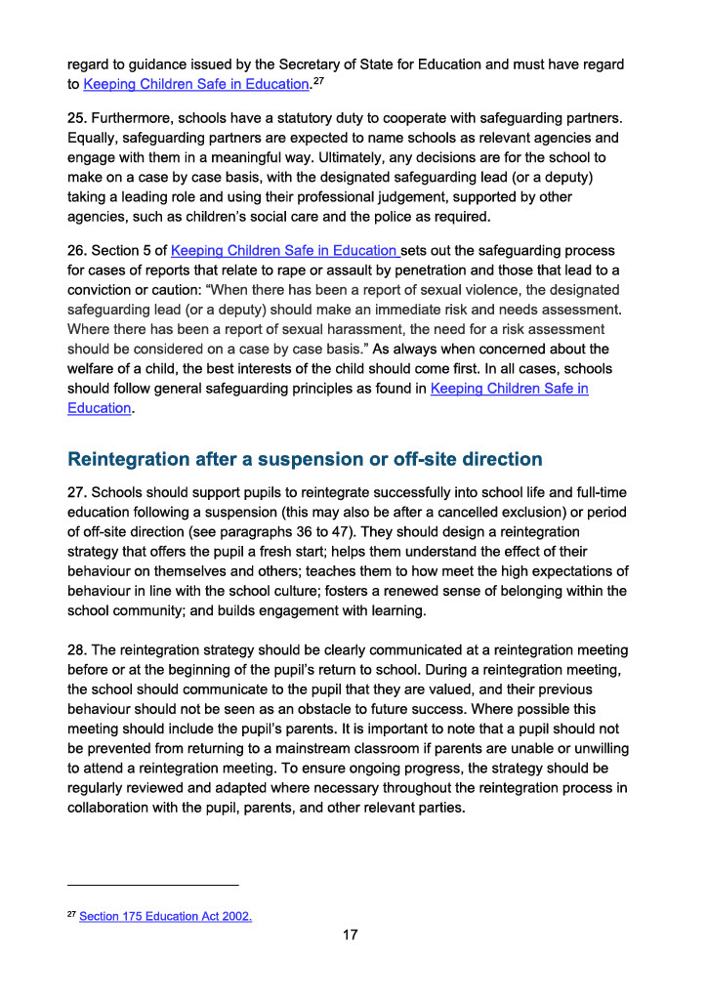 regard to guidance issued by the Secretary of State for Education and must have regard
to Keeping Children Safe in Education.27
25. Furthermore, schools have a statutory duty to cooperate with safeguarding partners.
Equally, safeguarding partners are expected to name schools as relevant agencies and
engage with them in a meaningful way. Ultimately, any decisions are for the school to
make on a case by case basis, with the designated safeguarding lead (or a deputy)
taking a leading role and using their professional judgement, supported by other
agencies, such as children's social care and the police as required.
26. Section 5 of Keeping Children Safe in Education sets out the safeguarding process
for cases of reports that relate to rape or assault by penetration and those that lead to a
conviction or caution: “When there has been a report of sexual violence, the designated
safeguarding lead (or a deputy) should make an immediate risk and needs assessment.
Where there has been a report of sexual harassment, the need for a risk assessment
should be considered on a case by case basis.” As always when concerned about the
welfare of a child, the best interests of the child should come first. In all cases, schools
should follow general safeguarding principles as found in Keeping Children Safe in
Education.
Reintegration after a suspension or off-site direction
27. Schools should support pupils to reintegrate successfully into school life and full-time
education following a suspension (this may also be after a cancelled exclusion) or period
of off-site direction (see paragraphs 36 to 47). They should design a reintegration
strategy that offers the pupil a fresh start; helps them understand the effect of their
behaviour on themselves and others; teaches them to how meet the high expectations of
behaviour in line with the school culture; fosters a renewed sense of belonging within the
school community; and builds engagement with learning.
28. The reintegration strategy should be clearly communicated at a reintegration meeting
before or at the beginning of the pupil's return to school. During a reintegration meeting,
the school should communicate to the pupil that they are valued, and their previous
behaviour should not be seen as an obstacle to future success. Where possible this
meeting should include the pupil's parents. It is important to note that a pupil should not
be prevented from returning to a mainstream classroom if parents are unable or unwilling
to attend a reintegration meeting. To ensure ongoing progress, the strategy should be
regularly reviewed and adapted where necessary throughout the reintegration process in
collaboration with the pupil, parents, and other relevant parties.
27 Section 175 Education Act 2002.
17